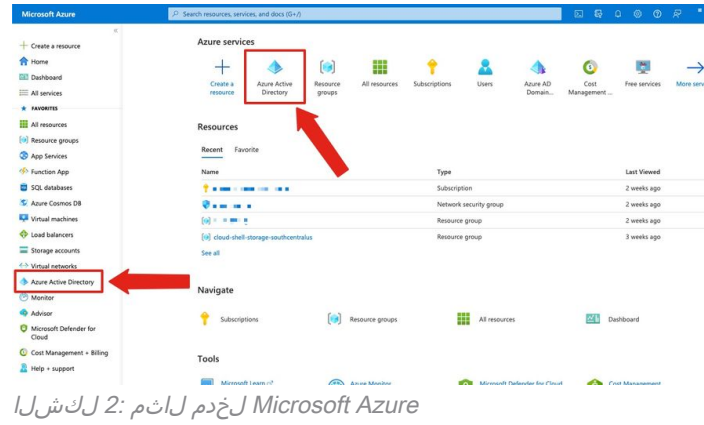 Microsoft Azure
Search resources, services, and docs (G+/)
«
Create a resource
Home
Dashboard
All services
FAVORITES
All resources
Resource groups
App Services
Function App
SQL databases
Azure Cosmos DB
Virtual machines
Load balancers
Storage accounts
Virtual networks
Azure Active Directory
Monitor
Advisor
Microsoft Defender for
Cloud
Cost Management + Billing
Help + support
Azure services
Create a
resource
Azure Active
Directory
Resource
groups
All resources
Subscriptions
Users
Azure AD
Domain...
Cost
Management ...
Free services
More serv
Resources
Recent Favorite
Name Type Last Viewed
Subscription 2 weeks ago
Network security group 2 weeks ago
Resource group 2 weeks ago
cloud-shell-storage-southcentralus Resource group 3 weeks ago
See all
Navigate
Subscriptions Resource groups All resources Dashboard
Tools
Microsoft Learn Azure Monitor Microsoft Defender for Cloud Cost Management
Microsoft Azure لخدم لاثم :2 لكشلا